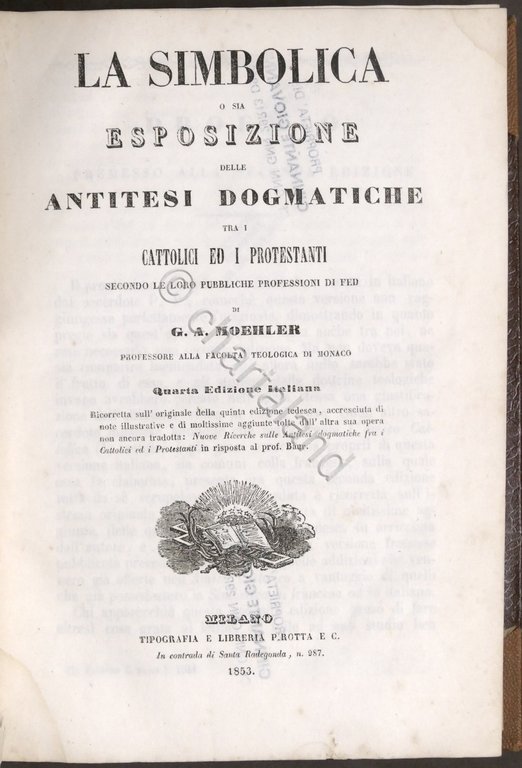 LA SIMBOLICA
O SIA
ESPOSIZIONE
DELLE
ANTITESI DOGMATICHE
TRA I
CATTOLICI ED I PROTESTANTI
SECONDO LE LORO PUBBLICHE PROFESSIONI DI FED
DI
G. A. MOEHLER
PROFESSORE ALLA FACOLTA' TEOLOGICA DI MONACO
Quarta Edizione Italiana
Ricorretta sull' originale della quinta edizione tedesca, accresciuta di
note illustrative e di moltissime aggiunte tolte dall' altra sua opera
non ancora tradotta: Nuove Ricerche sulle Antitesi dogmatiche fra i
Cattolici ed i Protestanti in risposta al prof. Baur.
MILANO
TIPOGRAFIA E LIBRERIA P. ROTTA E C.
In contrada di Santa Radegonda, n. 987.
1853.
© chartaland